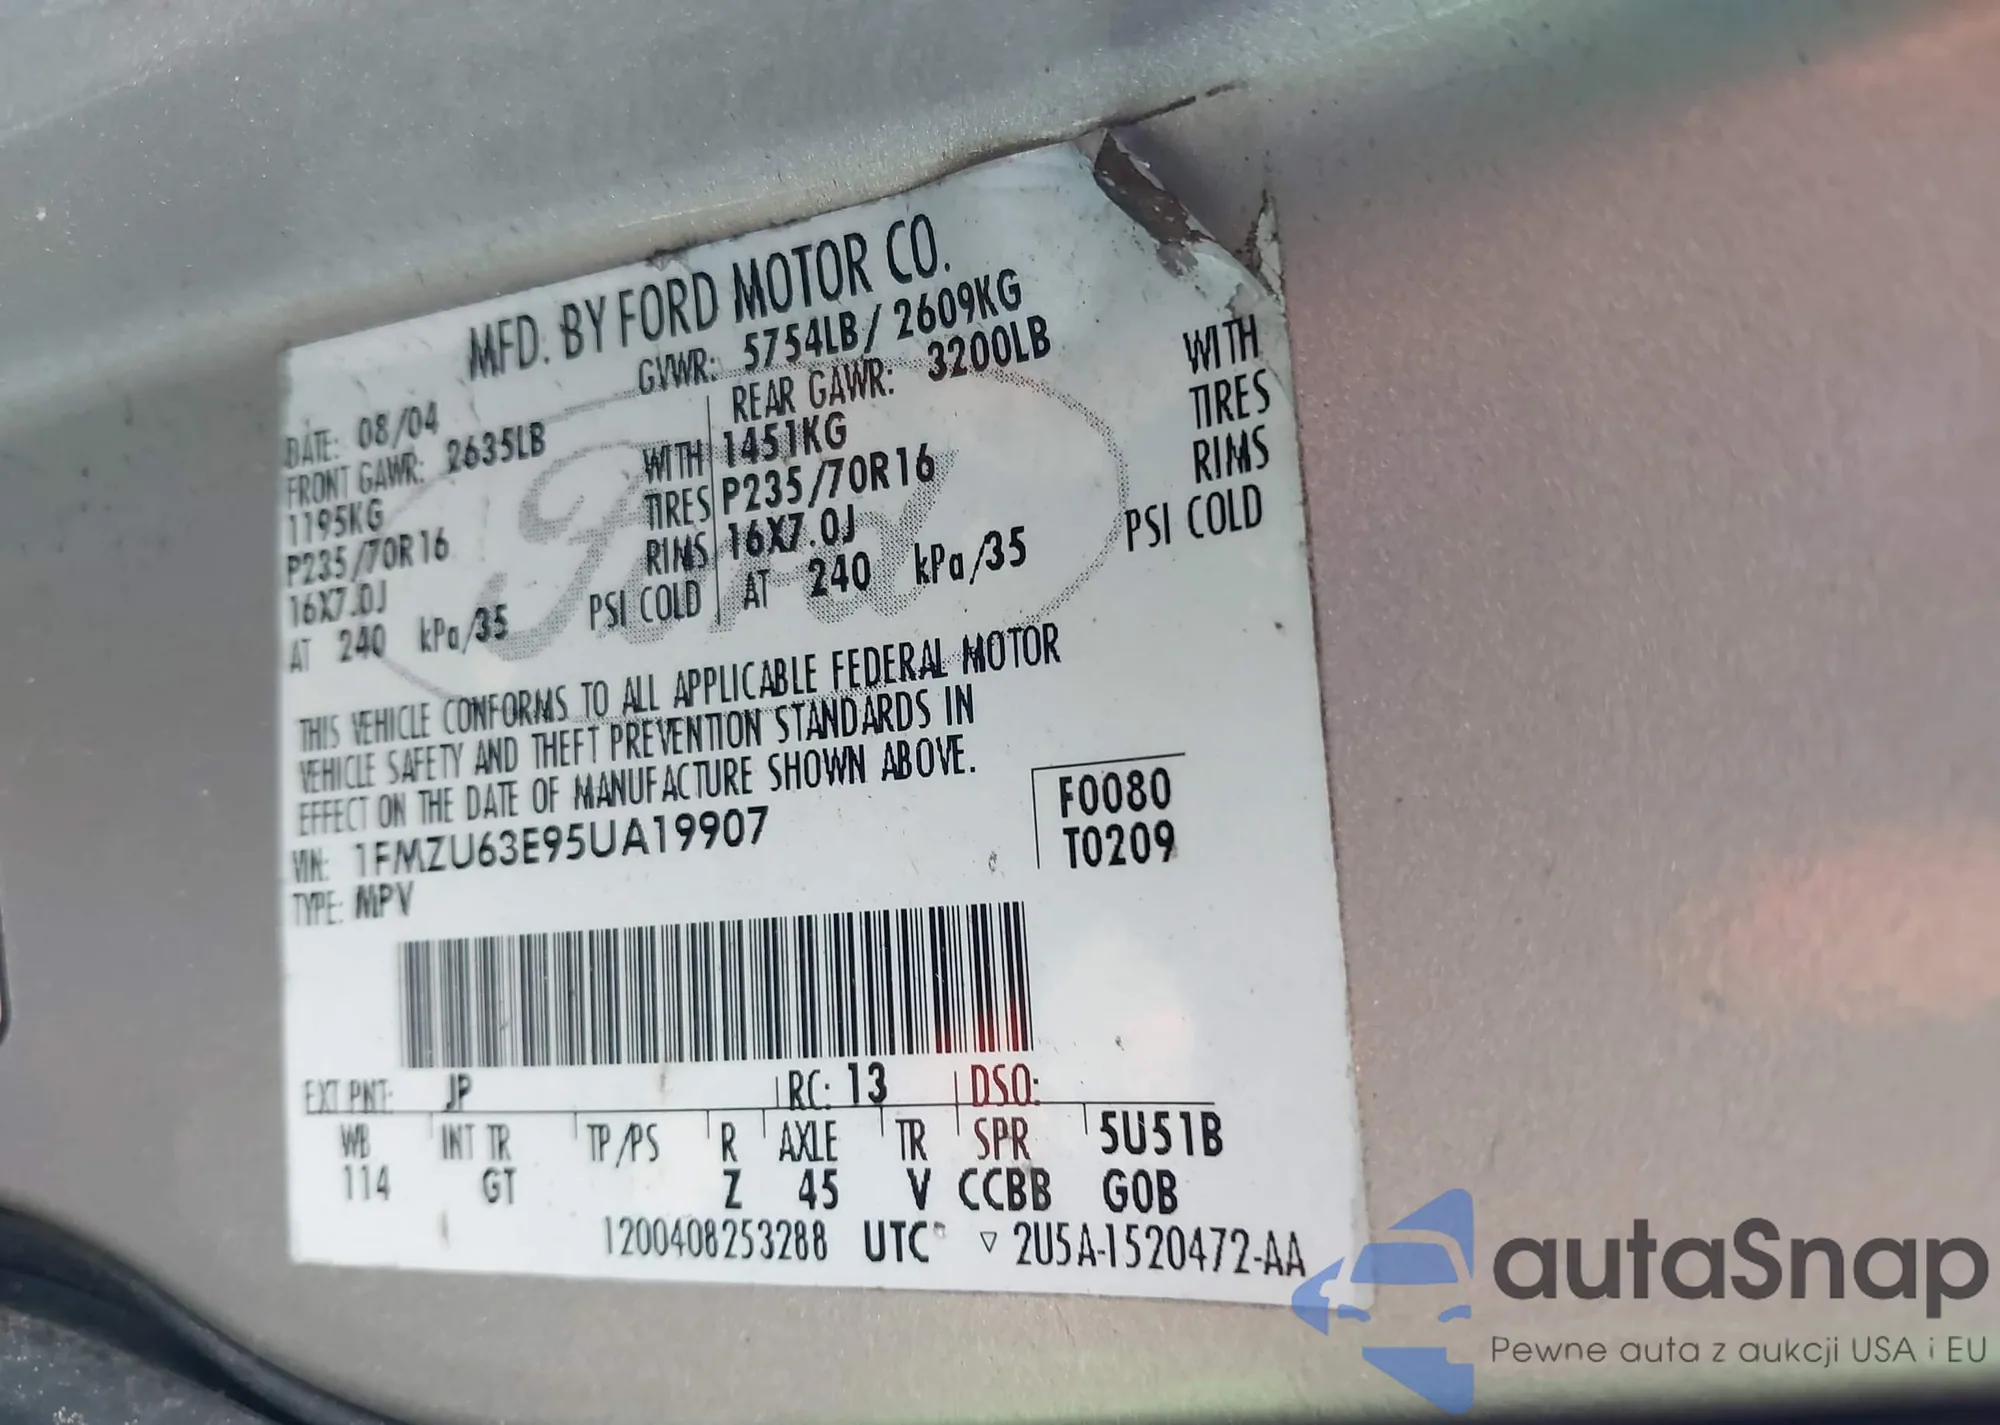 MFD. BY FORD MOTOR CO.
DATE: 08/04 GVWR: 5754LB/ 2609KG
FRONT GAWR: 2635LB REAR GAWR: 3200LB
1195KG WITH 1451KG WITH
P235/70R16 TIRES P235/70R16 TIRES
16X7.0J RIMS 16X7.0J RIMS
AT 240 kPa/35 PSI COLD AT 240 kPa/35 PSI COLD
THIS VEHICLE CONFORMS TO ALL APPLICABLE FEDERAL MOTOR
VEHICLE SAFETY AND THEFT PREVENTION STANDARDS IN
EFFECT ON THE DATE OF MANUFACTURE SHOWN ABOVE.
VIN: 1FMZU63E95UA19907
TYPE: MPV
F0080
T0209
EXT PNT: JP RC: 13 DSO:
WB INT TR TP/PS R AXLE TR SPR 5U51B
114 GT Z 45 V CCBB GOB
1200408253288 UTC ▽ 2U5A-1520472-AA
Ford
autaSnap
Pewne auta z aukcji USA i EU